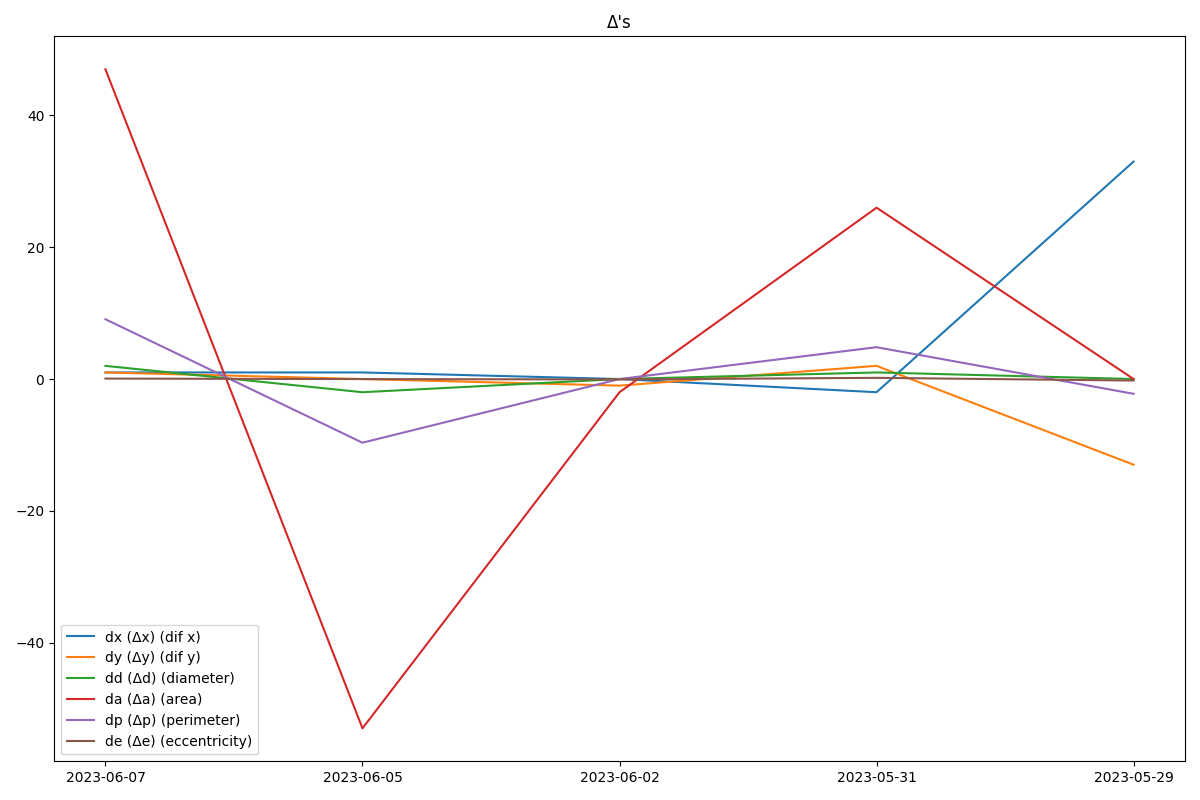 Δ's
40
20
0
−20
−40
dx (Δx) (dif x)
dy (Δy) (dif y)
dd (Δd) (diameter)
da (Δa) (area)
dp (Δp) (perimeter)
de (Δe) (eccentricity)
2023-06-07 2023-06-05 2023-06-02 2023-05-31 2023-05-29